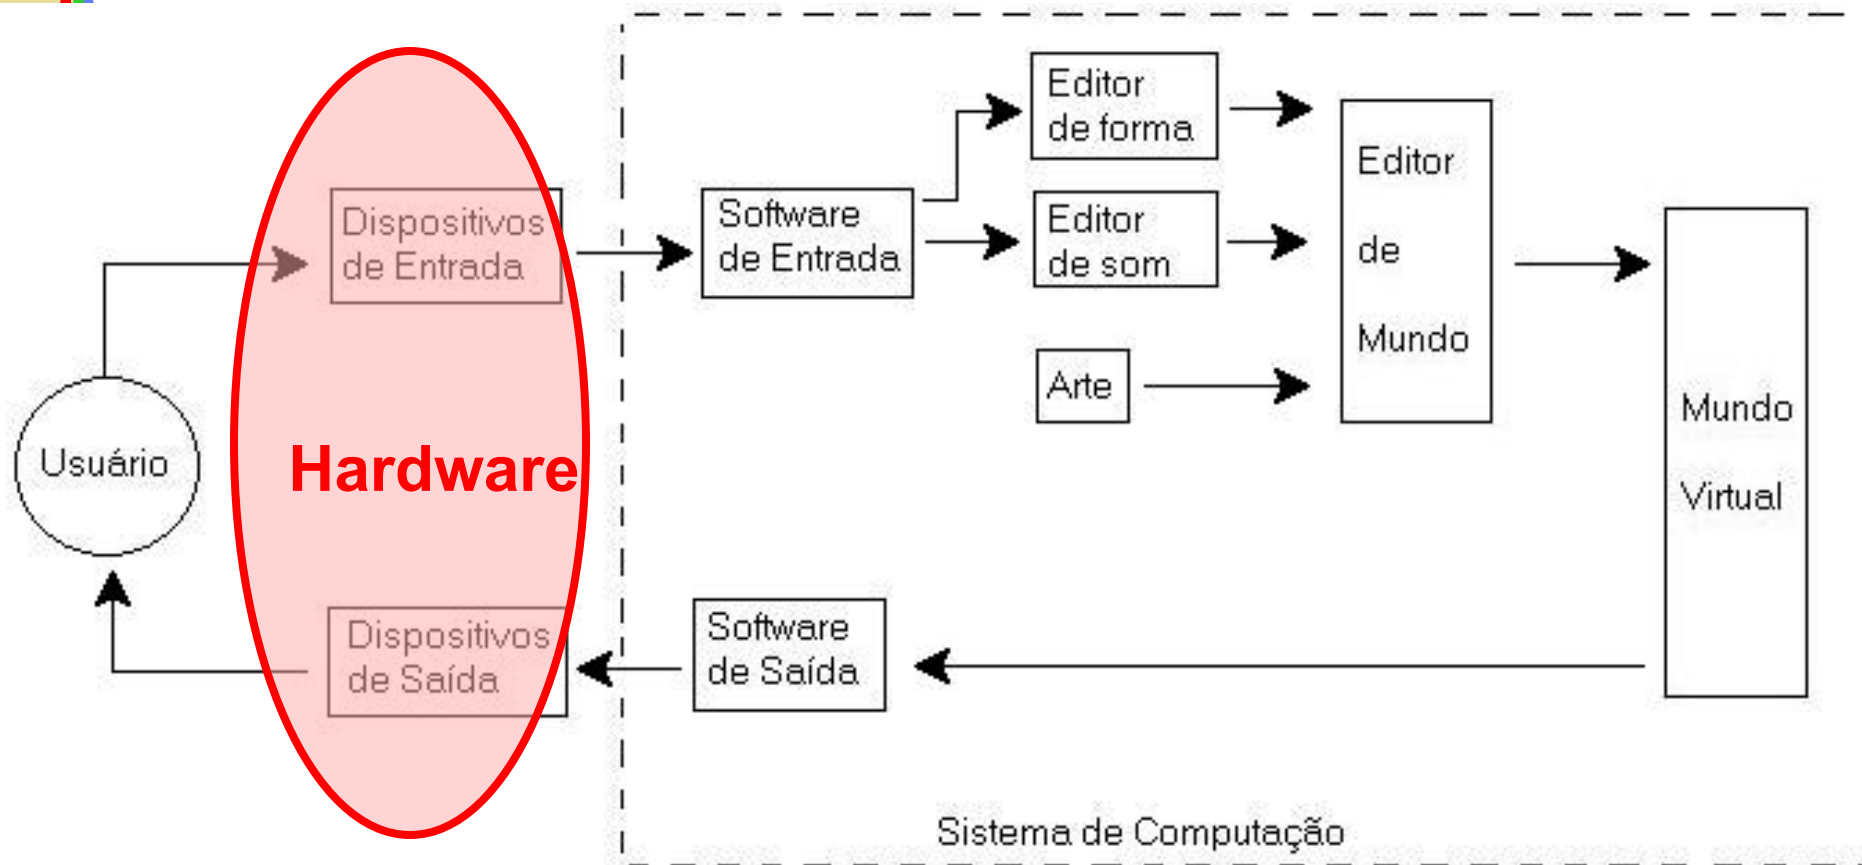 Editor
de forma
Editor
de
Mundo
Dispositivos
de Entrada
Software
de Entrada
Editor
de som
Arte
Mundo
Virtual
Usuário
Hardware
Dispositivos
de Saída
Software
de Saída
Sistema de Computação